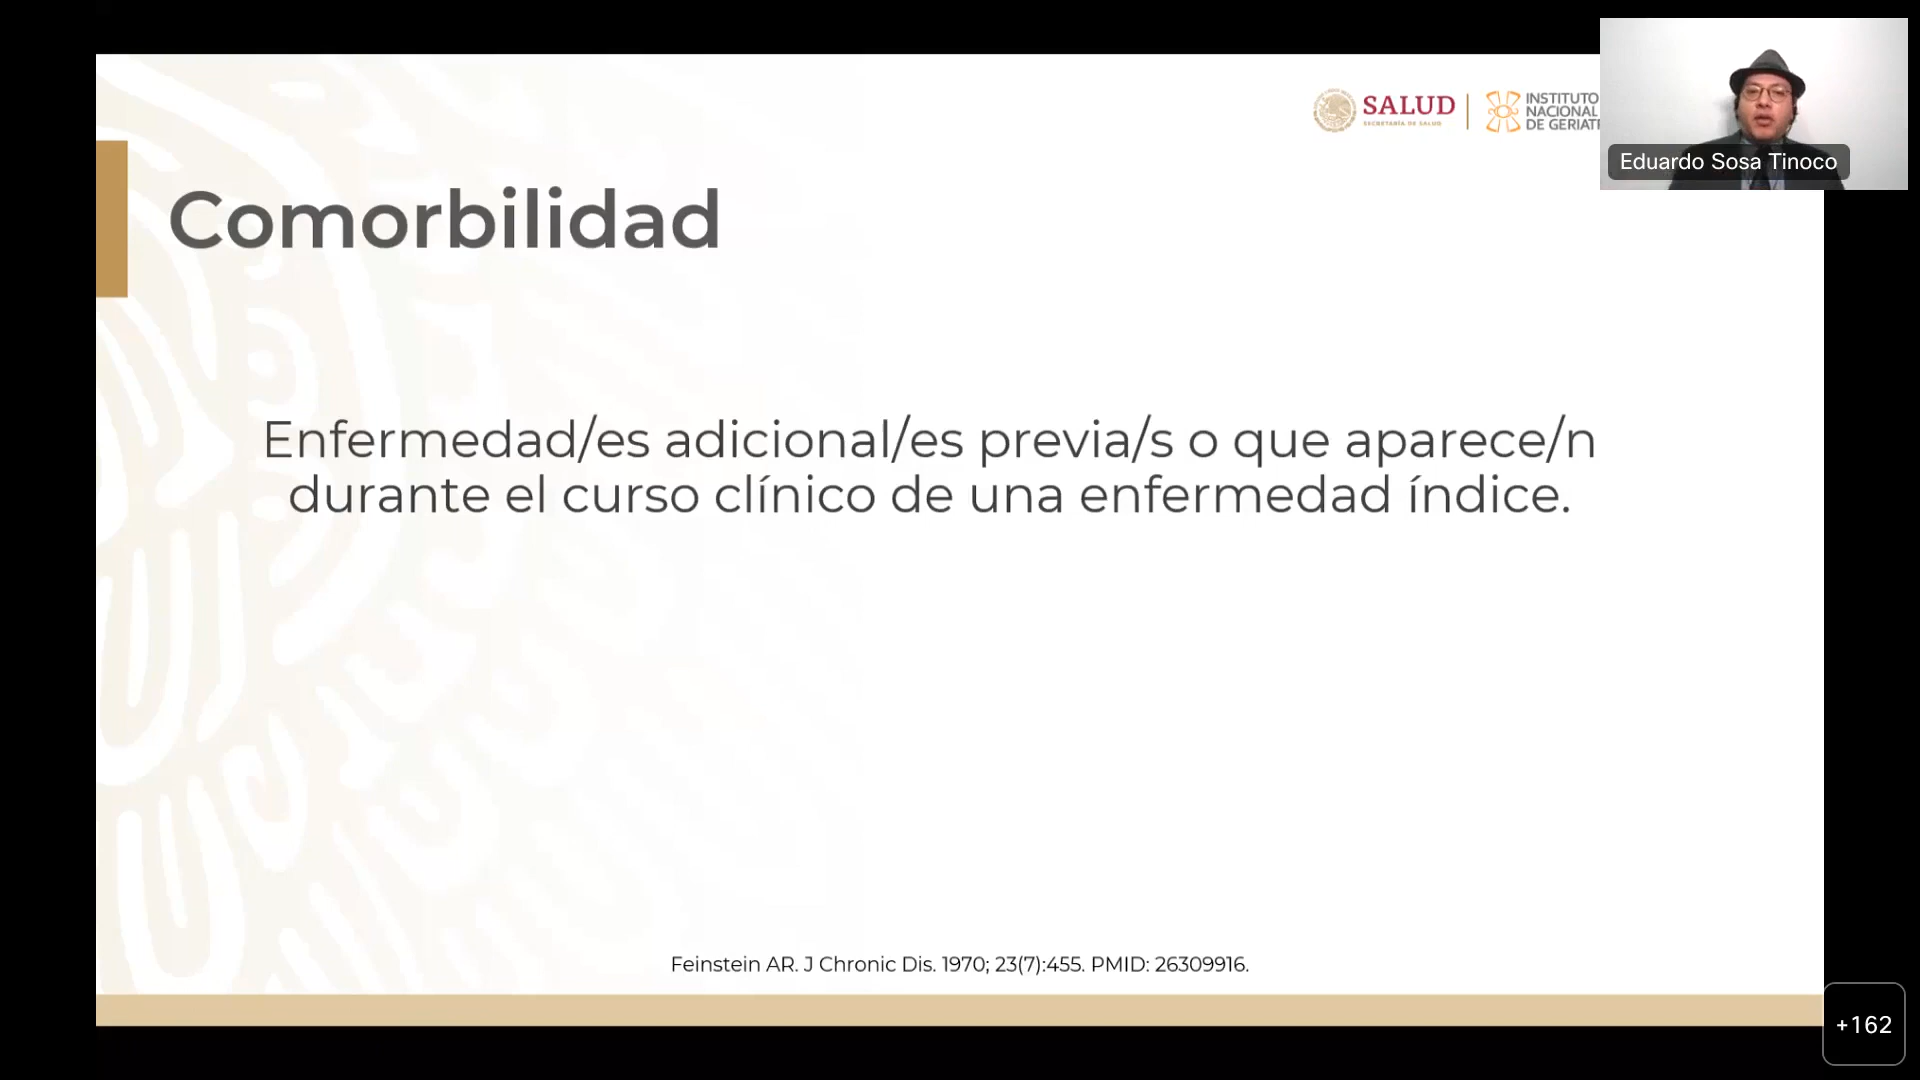 SALUD
SECRETARÍA DE SALUD
INSTITUTO
NACIONAL
DE GERIATR
Eduardo Sosa Tinoco
Comorbilidad
Enfermedad/es adicional/es previa/s o que aparece/n
durante el curso clínico de una enfermedad índice.
Feinstein AR. J Chronic Dis. 1970; 23(7):455. PMID: 26309916.
+162